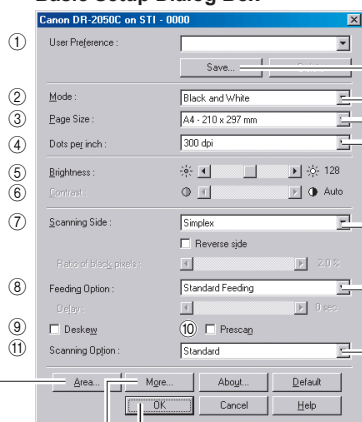 Basic Setup Dialog Box
Canon DR-2050C on STI - 0000
① User Preference :
Save...
Delete
② Mode : Black and White
③ Page Size : A4 - 210 x 297 mm
④ Dots per inch : 300 dpi
⑤ Brightness : 128
⑥ Contrast : Auto
⑦ Scanning Side : Simplex
Reverse side
Ratio of black pixels : 2.0 %
⑧ Feeding Option : Standard Feeding
Delay : 0 sec.
⑨ Deskew ⑩ Prescan
⑪ Scanning Option : Standard
Area... More... About... Default
OK Cancel Help